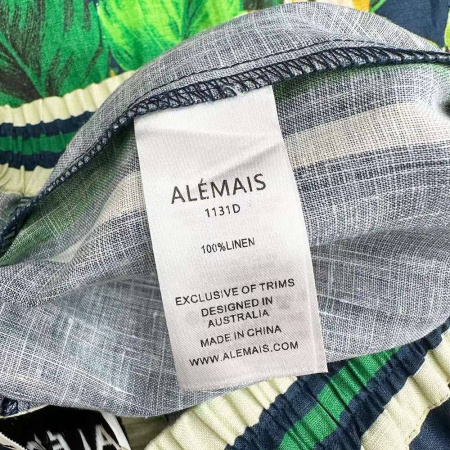 ALÉMAIS
1131D
100%LINEN
EXCLUSIVE OF TRIMS
DESIGNED IN
AUSTRALIA
MADE IN CHINA
WWW.ALEMAIS.COM